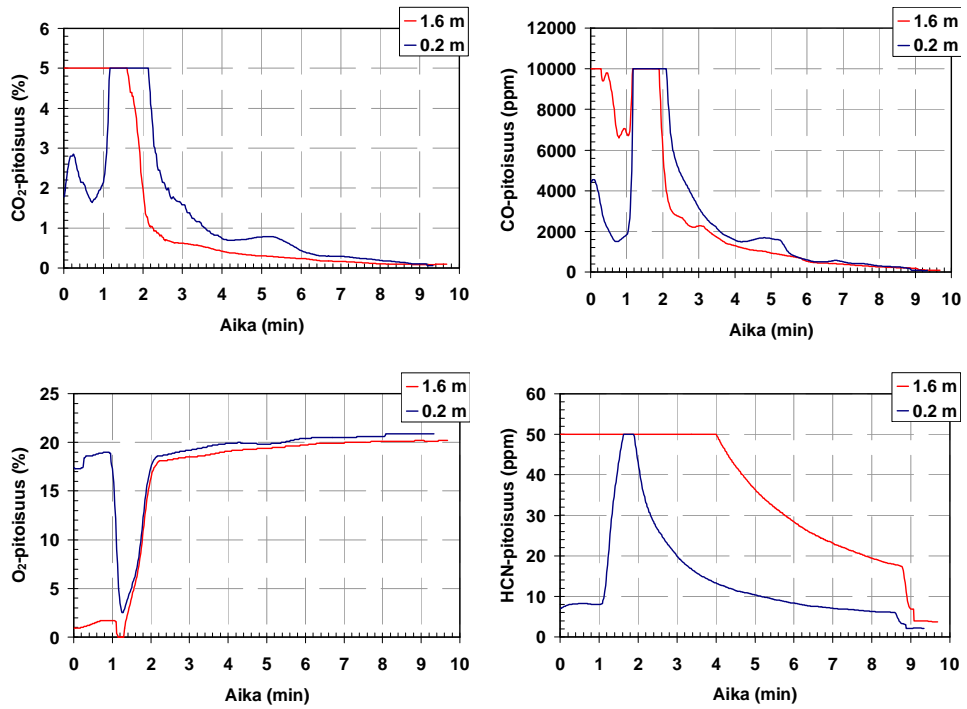 1.6 m
0.2 m
CO₂-pitoisuus (%)
6
5
4
3
2
1
0
0 1 2 3 4 5 6 7 8 9 10
Aika (min)
1.6 m
0.2 m
CO-pitoisuus (ppm)
10000
12000
8000
6000
4000
2000
0
0 1 2 3 4 5 6 7 8 9 10
Aika (min)
1.6 m
0.2 m
O₂-pitoisuus (%)
25
20
15
10
5
0
0 1 2 3 4 5 6 7 8 9 10
Aika (min)
1.6 m
0.2 m
HCN-pitoisuus (ppm)
60
50
40
30
20
10
0
0 1 2 3 4 5 6 7 8 9 10
Aika (min)